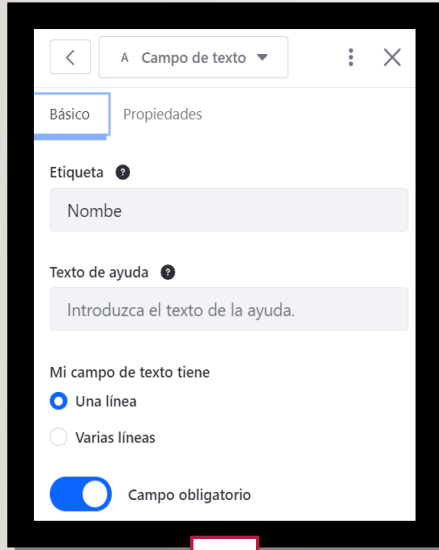 A Campo de texto
Básico Propiedades
Etiqueta ?
Nombe
Texto de ayuda ?
Introduzca el texto de la ayuda.
Mi campo de texto tiene
Una línea
Varias líneas
Campo obligatorio